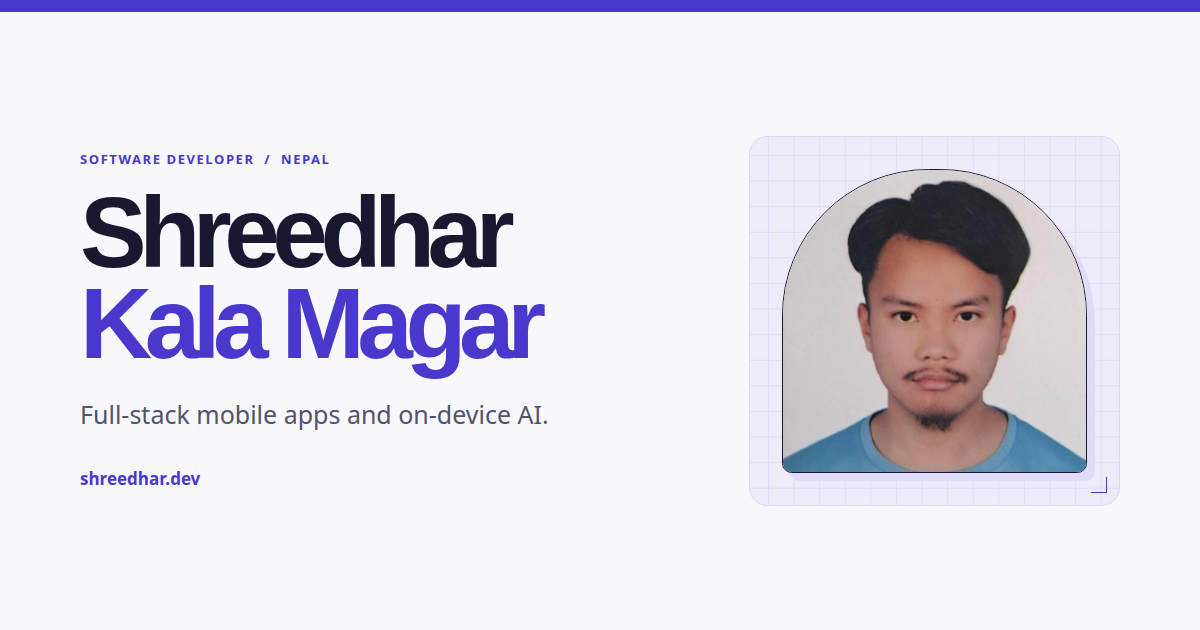 SOFTWARE DEVELOPER / NEPAL
Shreedhar
Kala Magar
Full-stack mobile apps and on-device AI.
shreedhar.dev